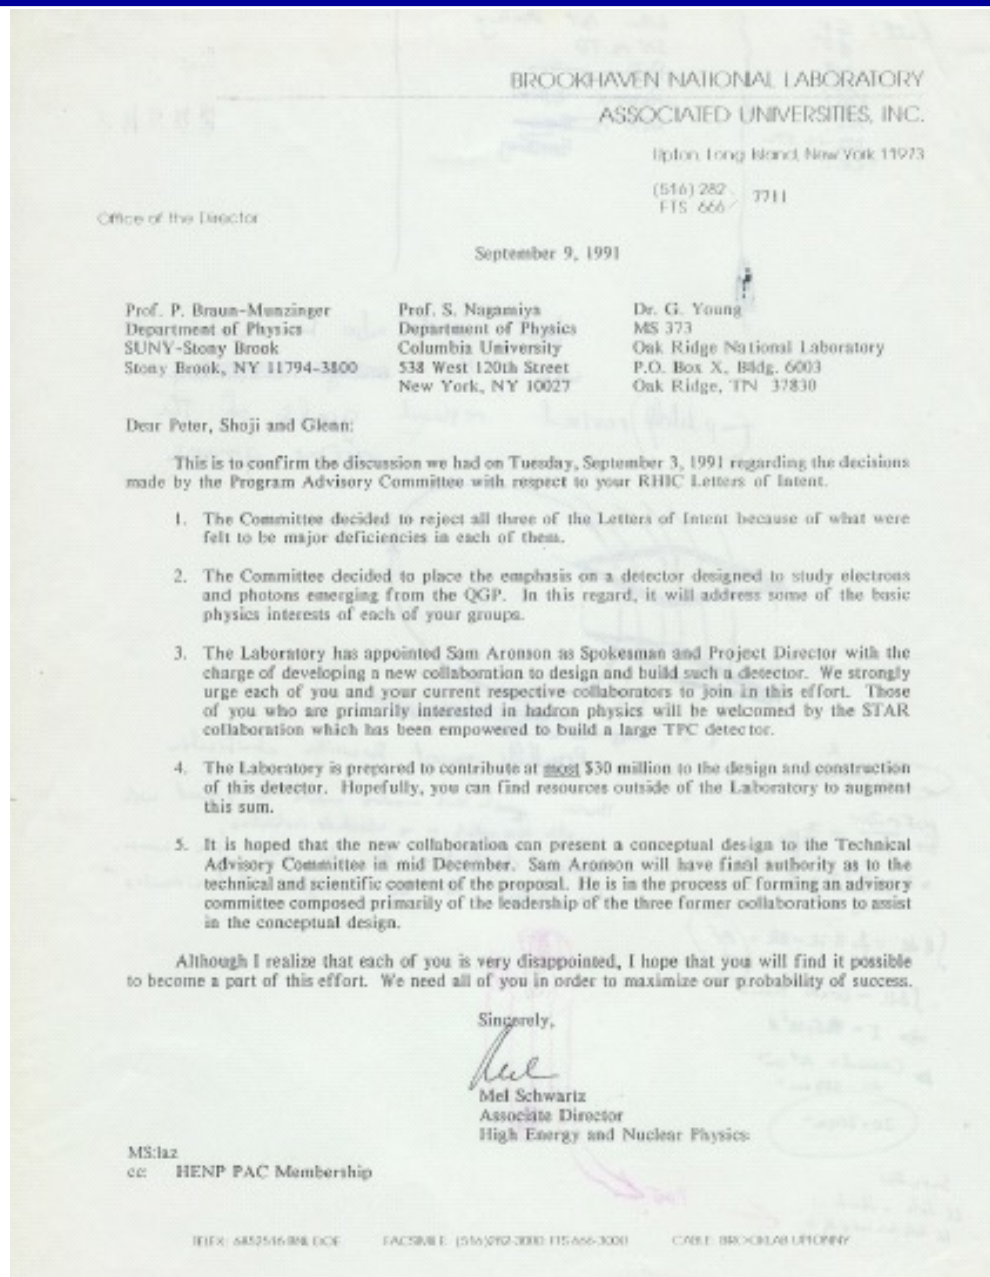 BROOKHAVEN NATIONAL LABORATORY
ASSOCIATED UNIVERSITIES, INC.
Upton, Long Island, New York 11973
(516) 282
FTS 666
7711
Office of the Director
September 9, 1991
Prof. P. Braun-Munzinger
Department of Physics
SUNY-Stony Brook
Stony Brook, NY 11794-3800
Prof. S. Nagamiya
Department of Physics
Columbia University
538 West 120th Street
New York, NY 10027
Dr. G. Young
MS 373
Oak Ridge National Laboratory
P.O. Box X, Bldg. 6003
Oak Ridge, TN 37830
Dear Peter, Shoji and Glenn:
This is to confirm the discussion we had on Tuesday, September 3, 1991 regarding the decisions
made by the Program Advisory Committee with respect to your RHIC Letters of Intent.
1. The Committee decided to reject all three of the Letters of Intent because of what were
felt to be major deficiencies in each of them.
2. The Committee decided to place the emphasis on a detector designed to study electrons
and photons emerging from the QGP. In this regard, it will address some of the basic
physics interests of each of your groups.
3. The Laboratory has appointed Sam Aronson as Spokesman and Project Director with the
charge of developing a new collaboration to design and build such a detector. We strongly
urge each of you and your current respective collaborators to join in this effort. Those
of you who are primarily interested in hadron physics will be welcomed by the STAR
collaboration which has been empowered to build a large TPC detector.
4. The Laboratory is prepared to contribute at most $30 million to the design and construction
of this detector. Hopefully, you can find resources outside of the Laboratory to augment
this sum.
5. It is hoped that the new collaboration can present a conceptual design to the Technical
Advisory Committee in mid December. Sam Aronson will have final authority as to the
technical and scientific content of the proposal. He is in the process of forming an advisory
committee composed primarily of the leadership of the three former collaborations to assist
in the conceptual design.
Although I realize that each of you is very disappointed, I hope that you will find it possible
to become a part of this effort. We need all of you in order to maximize our probability of success.
Sincerely,
Mel
Mel Schwartz
Associate Director
High Energy and Nuclear Physics
MS:laz
cc: HENP PAC Membership
TELEX: 6852516 BNL DOE FACSIMILE: (516)282-3000 FTS 666-3000 CABLE: BROOKLAB UPTONNY